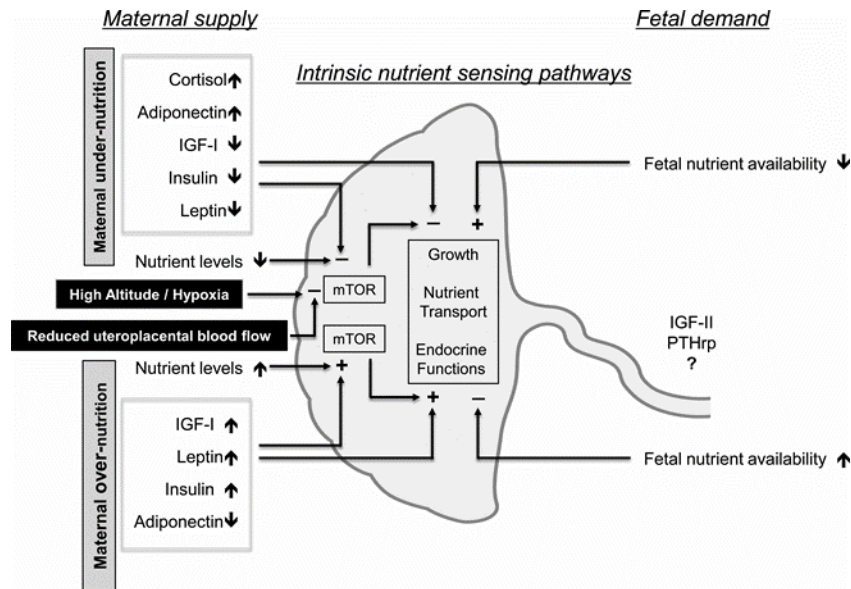 Maternal supply
Fetal demand
Intrinsic nutrient sensing pathways
Maternal under-nutrition
Cortisol ↑
Adiponectin ↑
IGF-I ↓
Insulin ↓
Leptin ↓
Fetal nutrient availability ↓
− +
Nutrient levels ↓ −
High Altitude / Hypoxia −
mTOR
Reduced uteroplacental blood flow
mTOR
Growth
Nutrient
Transport
Endocrine
Functions
IGF-II
PTHrp
?
Nutrient levels ↑ +
+ −
Maternal over-nutrition
IGF-I ↑
Leptin ↑
Insulin ↑
Adiponectin ↓
Fetal nutrient availability ↑